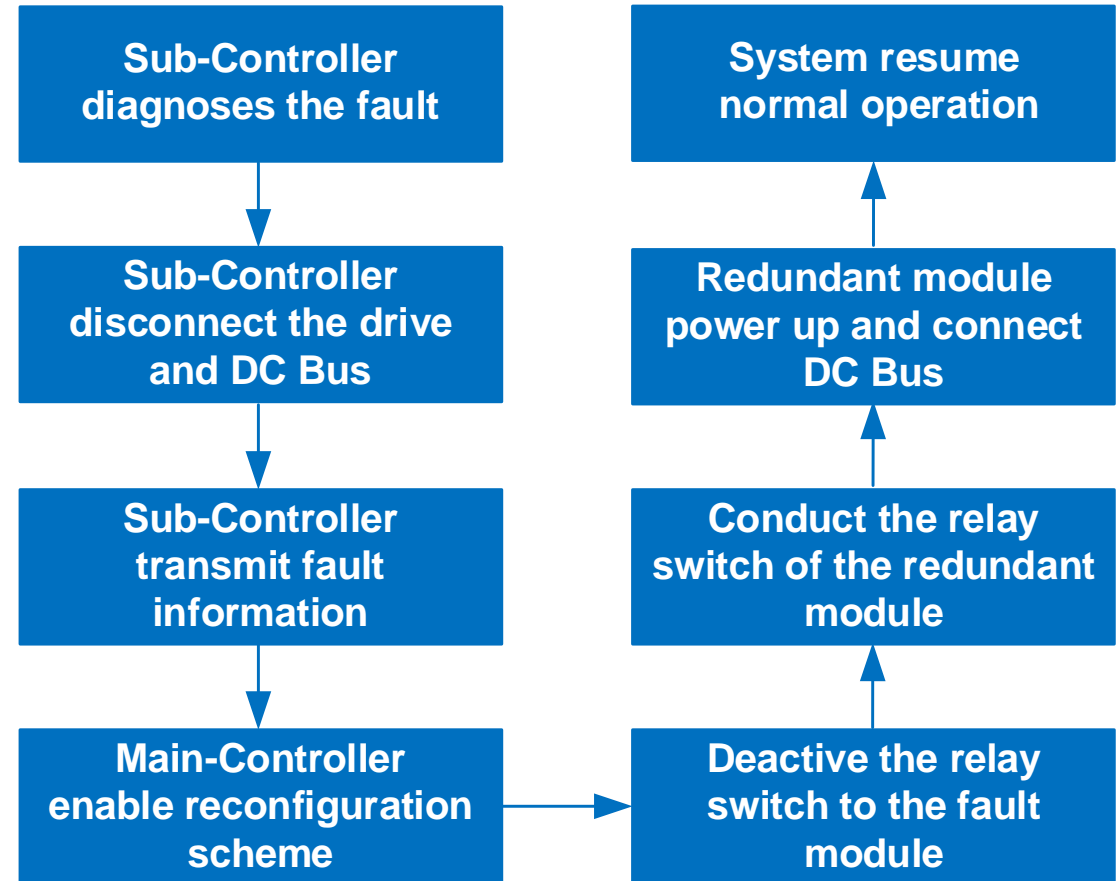 Sub-Controller
diagnoses the fault
Sub-Controller
disconnect the drive
and DC Bus
Sub-Controller
transmit fault
information
Main-Controller
enable reconfiguration
scheme
Deactive the relay
switch to the fault
module
Conduct the relay
switch of the redundant
module
Redundant module
power up and connect
DC Bus
System resume
normal operation